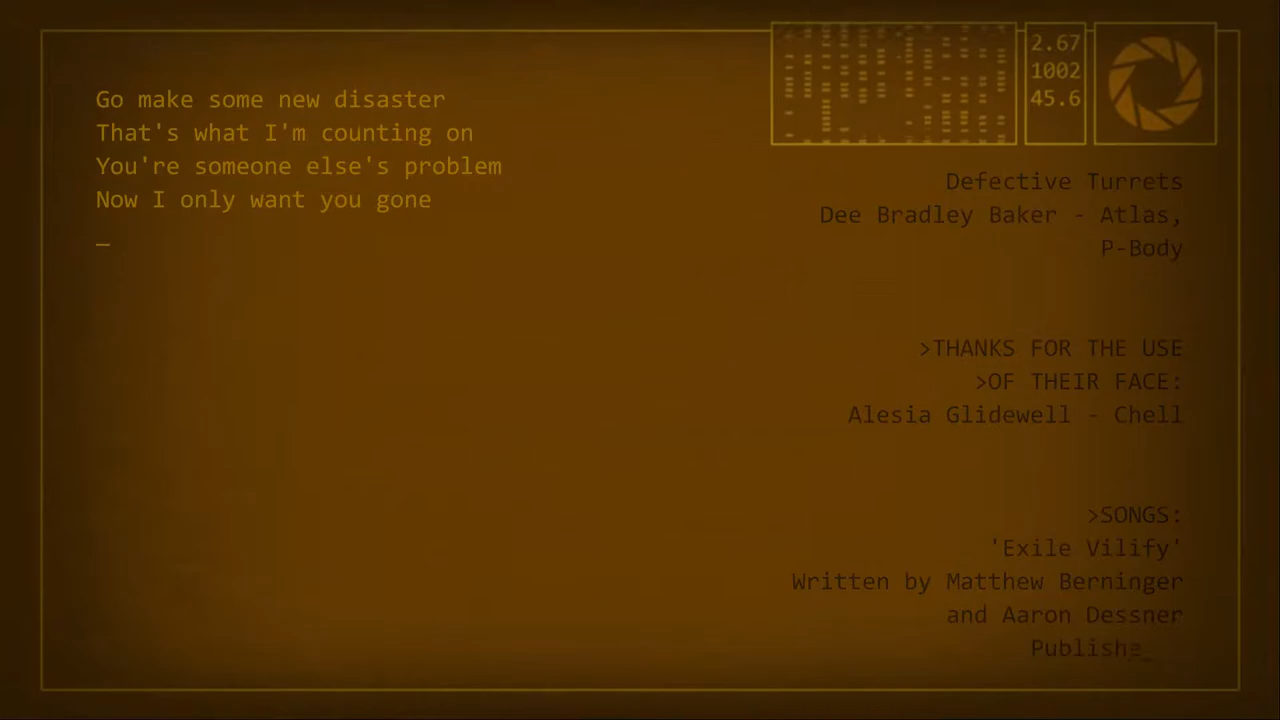 Go make some new disaster
That's what I'm counting on
You're someone else's problem
Now I only want you gone
_
2.67
1002
45.6
Defective Turrets
Dee Bradley Baker - Atlas,
P-Body
>THANKS FOR THE USE
>OF THEIR FACE:
Alesia Glidewell - Chell
>SONGS:
'Exile Vilify'
Written by Matthew Berninger
and Aaron Dessner
Publishe_